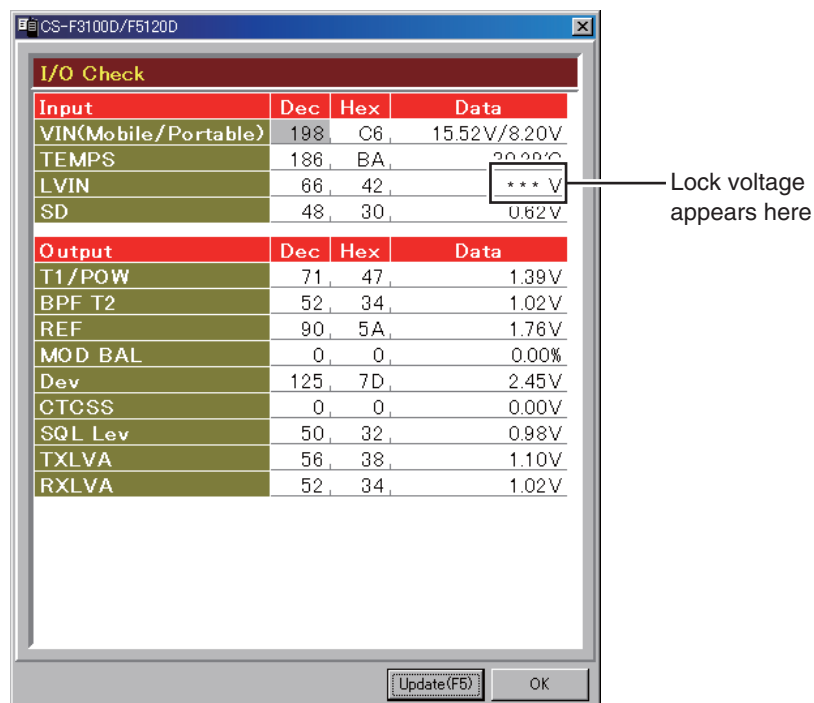 CS-F3100D/F5120D
I/O Check
Input Dec Hex Data
VIN(Mobile/Portable) 198 C6 15.52V/8.20V
TEMPS 186 BA
LVIN 66 42 *** V
SD 48 30 0.62V
Output Dec Hex Data
T1/POW 71 47 1.39V
BPF T2 52 34 1.02V
REF 90 5A 1.76V
MOD BAL 0 0 0.00%
Dev 125 7D 2.45V
CTCSS 0 0 0.00V
SQL Lev 50 32 0.98V
TXLVA 56 38 1.10V
RXLVA 52 34 1.02V
Update(F5) OK
Lock voltage
appears here